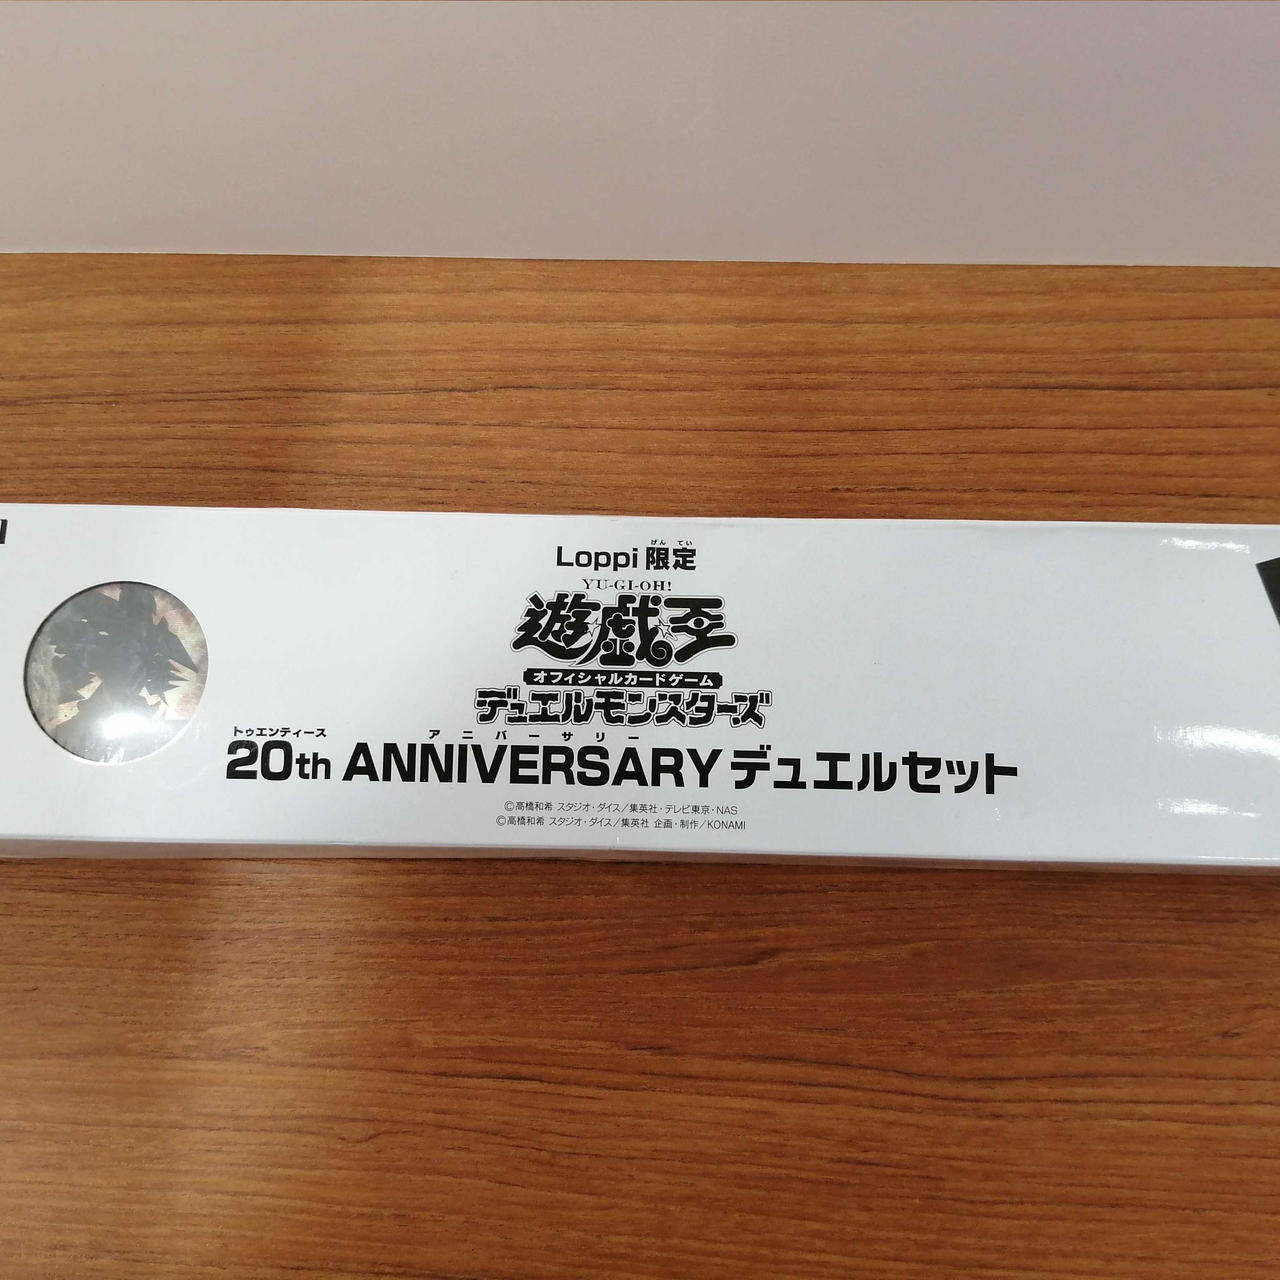 げんてい
Loppi 限定
YU-GI-OH!
遊☆戯☆王
オフィシャルカードゲーム
デュエルモンスターズ
トゥエンティース アニバーサリー
20th ANNIVERSARY デュエルセット
©高橋和希 スタジオ・ダイス／集英社・テレビ東京・NAS
©高橋和希 スタジオ・ダイス／集英社 企画・制作／KONAMI